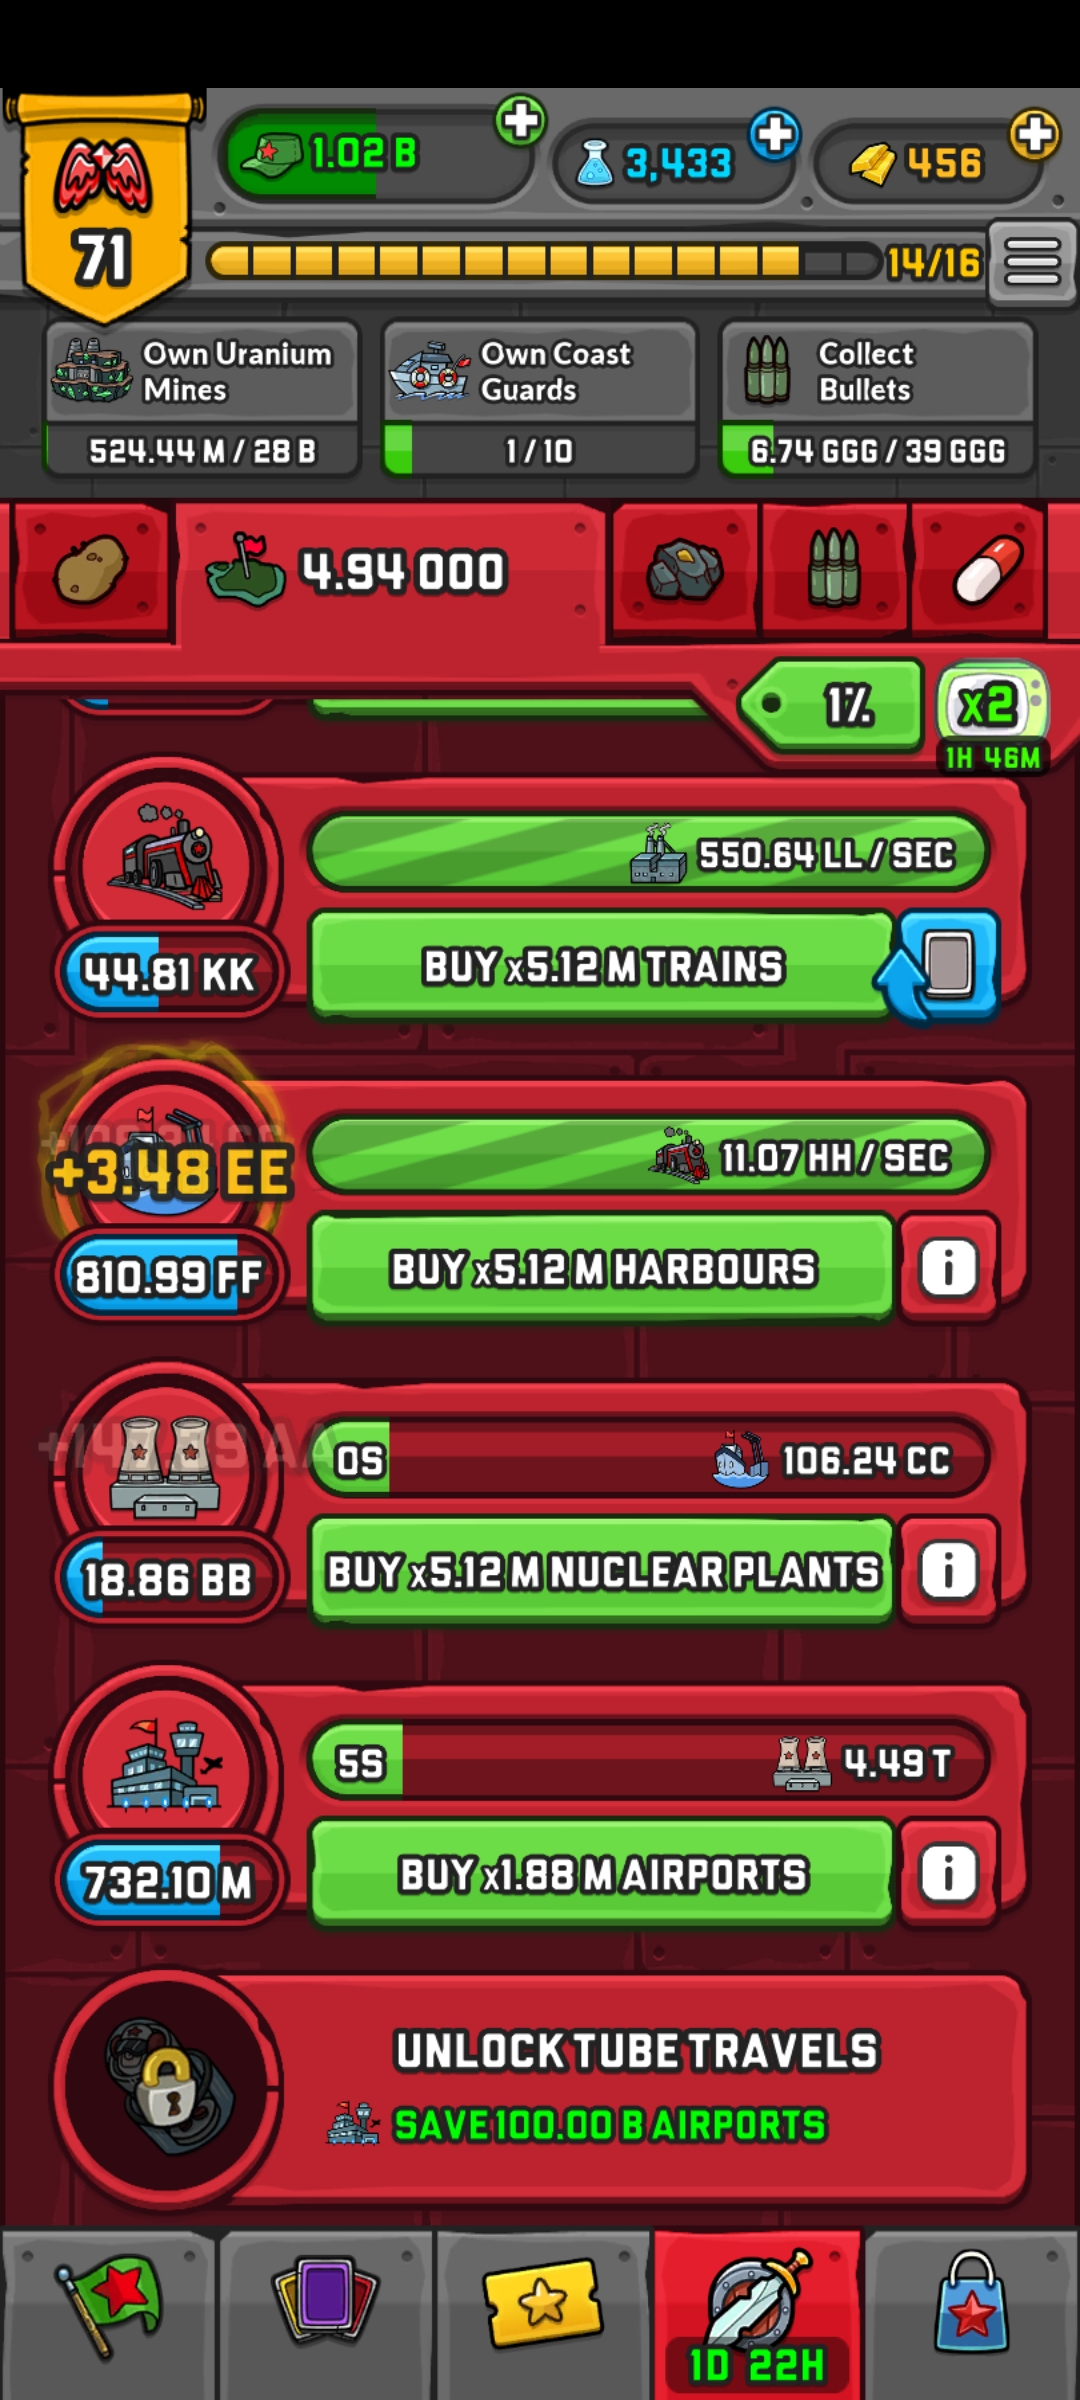 1.02 B
3,433
456
71
14/16
Own Uranium
Mines
524.44 M / 28 B
Own Coast
Guards
1 / 10
Collect
Bullets
6.74 GGG / 39 GGG
4.94 OOO
1%
x2
1H 46M
550.64 LL / SEC
BUY x5.12 M TRAINS
44.81 KK
11.07 HH / SEC
+3.48 EE
BUY x5.12 M HARBOURS
i
810.99 FF
0S
106.24 CC
BUY x5.12 M NUCLEAR PLANTS
i
18.86 BB
5S
4.49 T
BUY x1.88 M AIRPORTS
i
732.10 M
UNLOCK TUBE TRAVELS
SAVE 100.00 B AIRPORTS
1D 22H